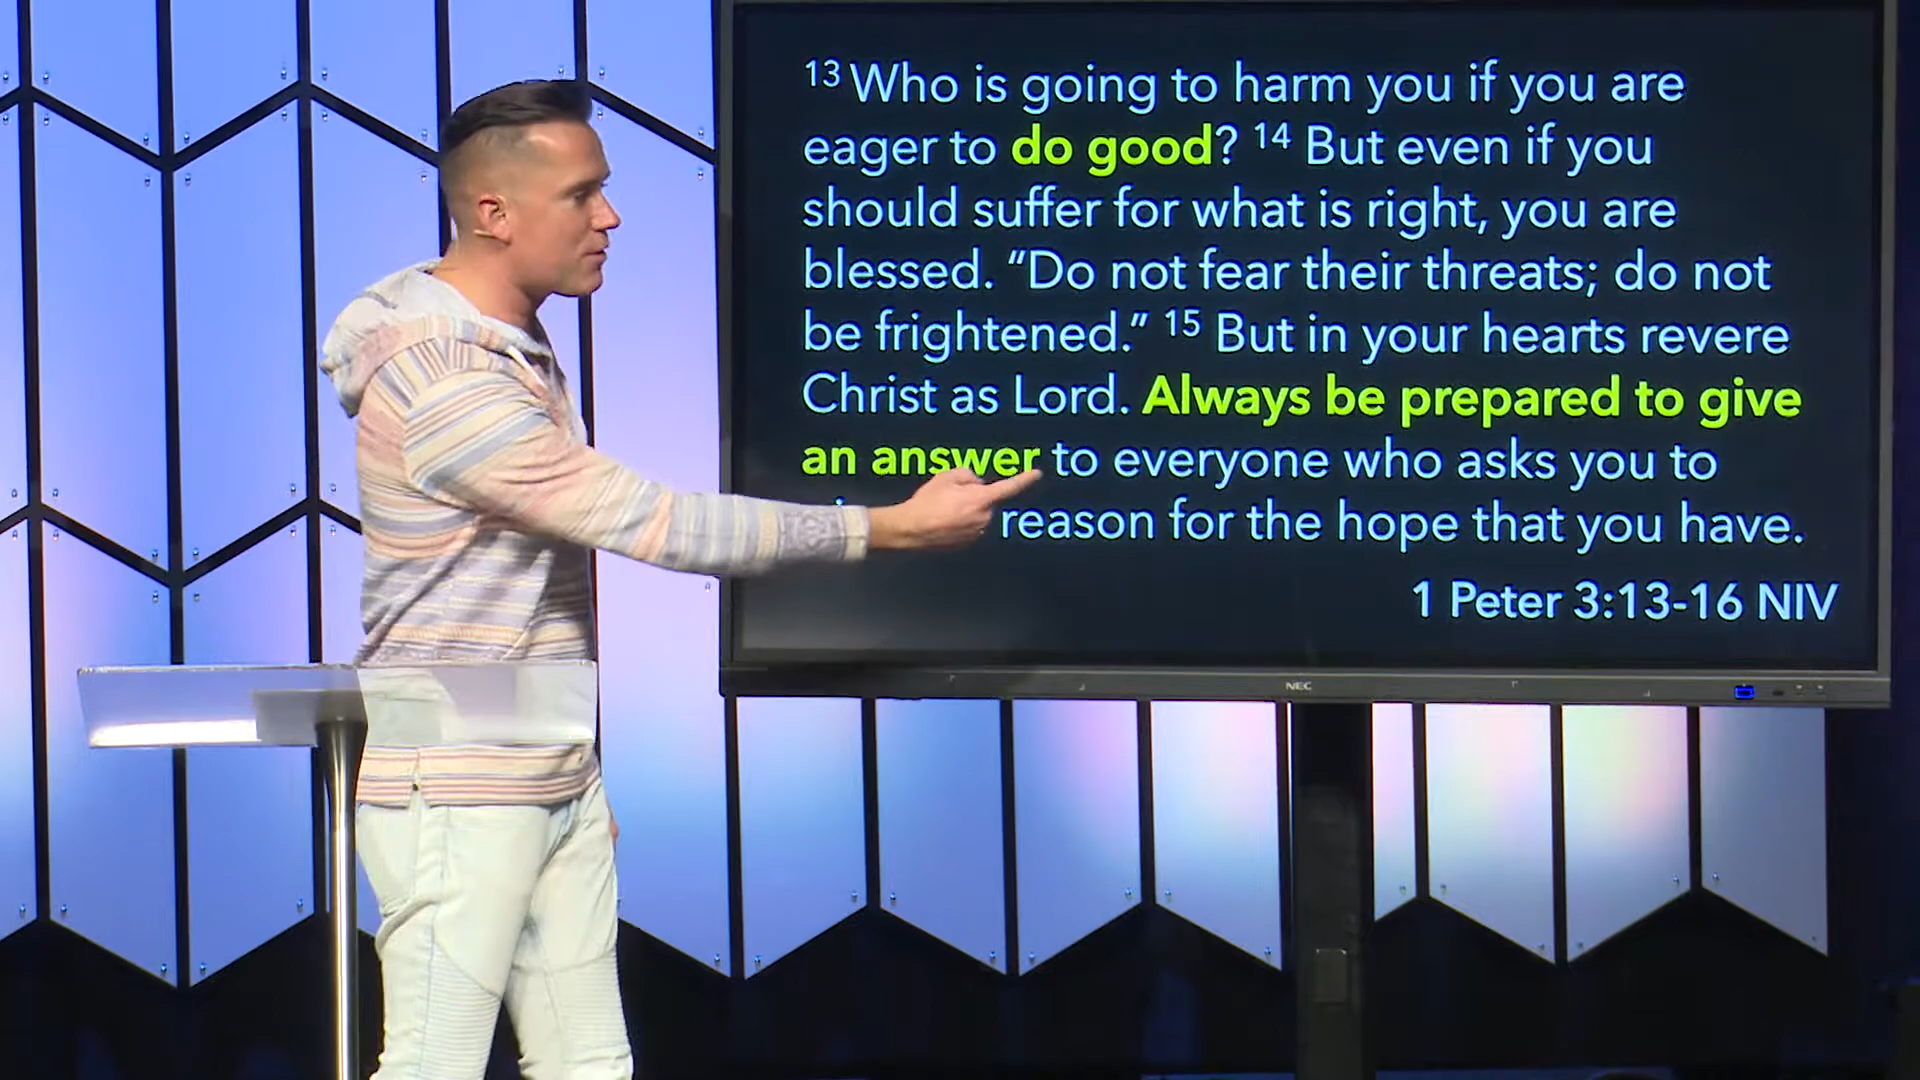 13 Who is going to harm you if you are
eager to do good? 14 But even if you
should suffer for what is right, you are
blessed. "Do not fear their threats; do not
be frightened." 15 But in your hearts revere
Christ as Lord. Always be prepared to give
an answer to everyone who asks you to
reason for the hope that you have.
1 Peter 3:13-16 NIV
NEC